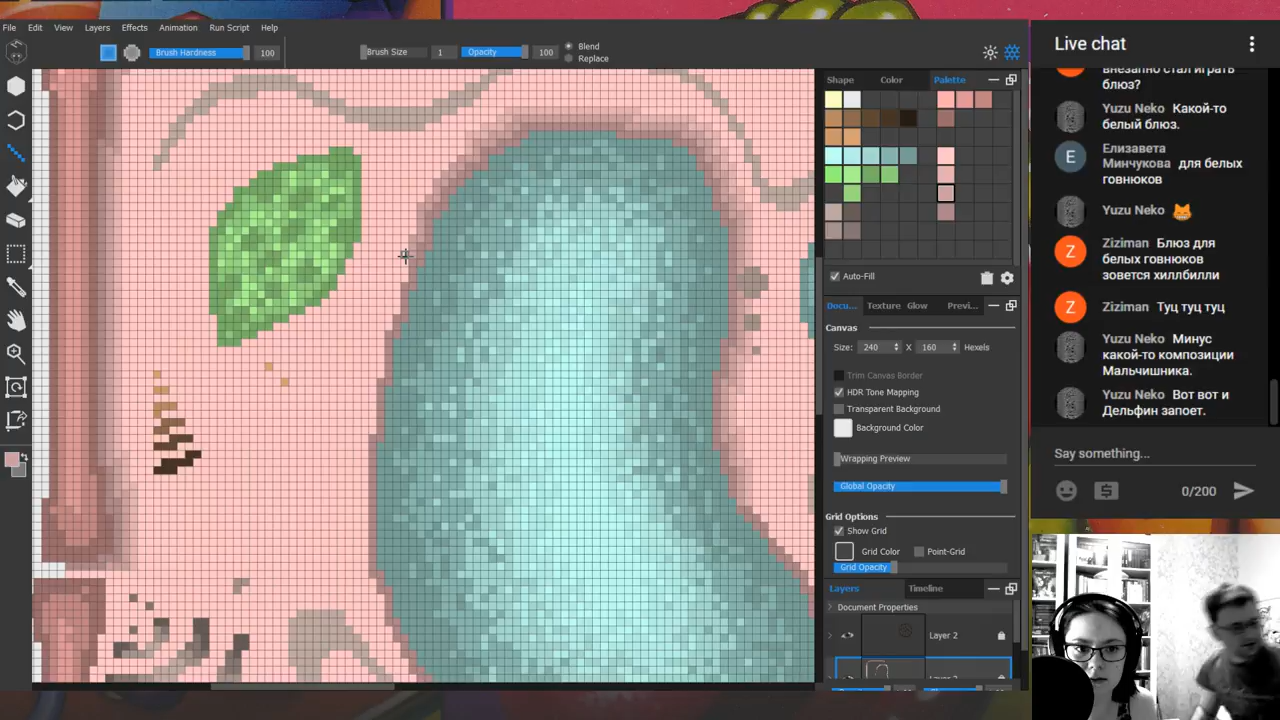 File Edit View Layers Effects Animation Run Script Help
Brush Hardness 100 Brush Size 1 Opacity 100 Blend
Replace
Shape Color Palette
Auto-Fill
Docu... Texture Glow Previ...
Canvas
Size: 240 X 160 Hexels
Trim Canvas Border
HDR Tone Mapping
Transparent Background
Background Color
Wrapping Preview
Global Opacity
Grid Options
Show Grid
Grid Color Point-Grid
Grid Opacity
Layers Timeline
Document Properties
Layer 2
Live chat
внезапно стал играть
блюз?
Yuzu Neko Какой-то
белый блюз.
Елизавета
Минчукова для белых
говнюков
Yuzu Neko 😹
Ziziman Блюз для
белых говнюков
зовется хиллбилли
Ziziman Туц туц туц
Yuzu Neko Минус
какой-то композиции
Мальчишника.
Yuzu Neko Вот вот и
Дельфин запоет.
Say something...
0/200